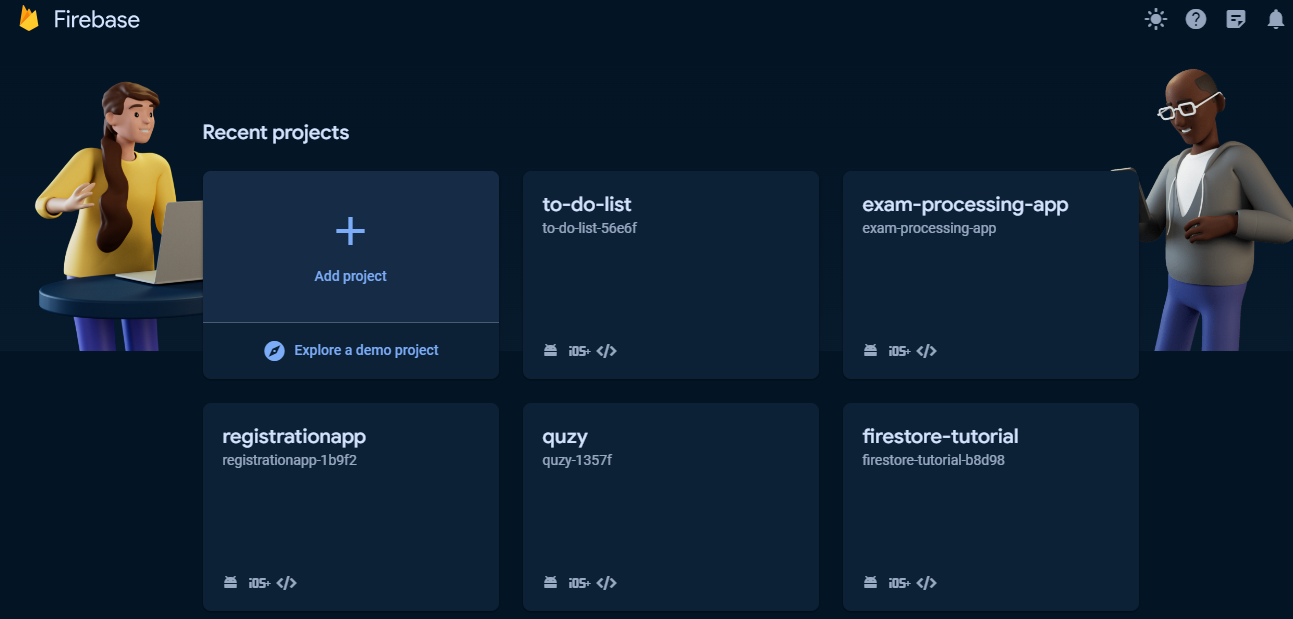 Firebase
Recent projects
Add project
Explore a demo project
to-do-list
to-do-list-56e6f
iOS+
exam-processing-app
exam-processing-app
iOS+
registrationapp
registrationapp-1b9f2
iOS+
quzy
quzy-1357f
iOS+
firestore-tutorial
firestore-tutorial-b8d98
iOS+